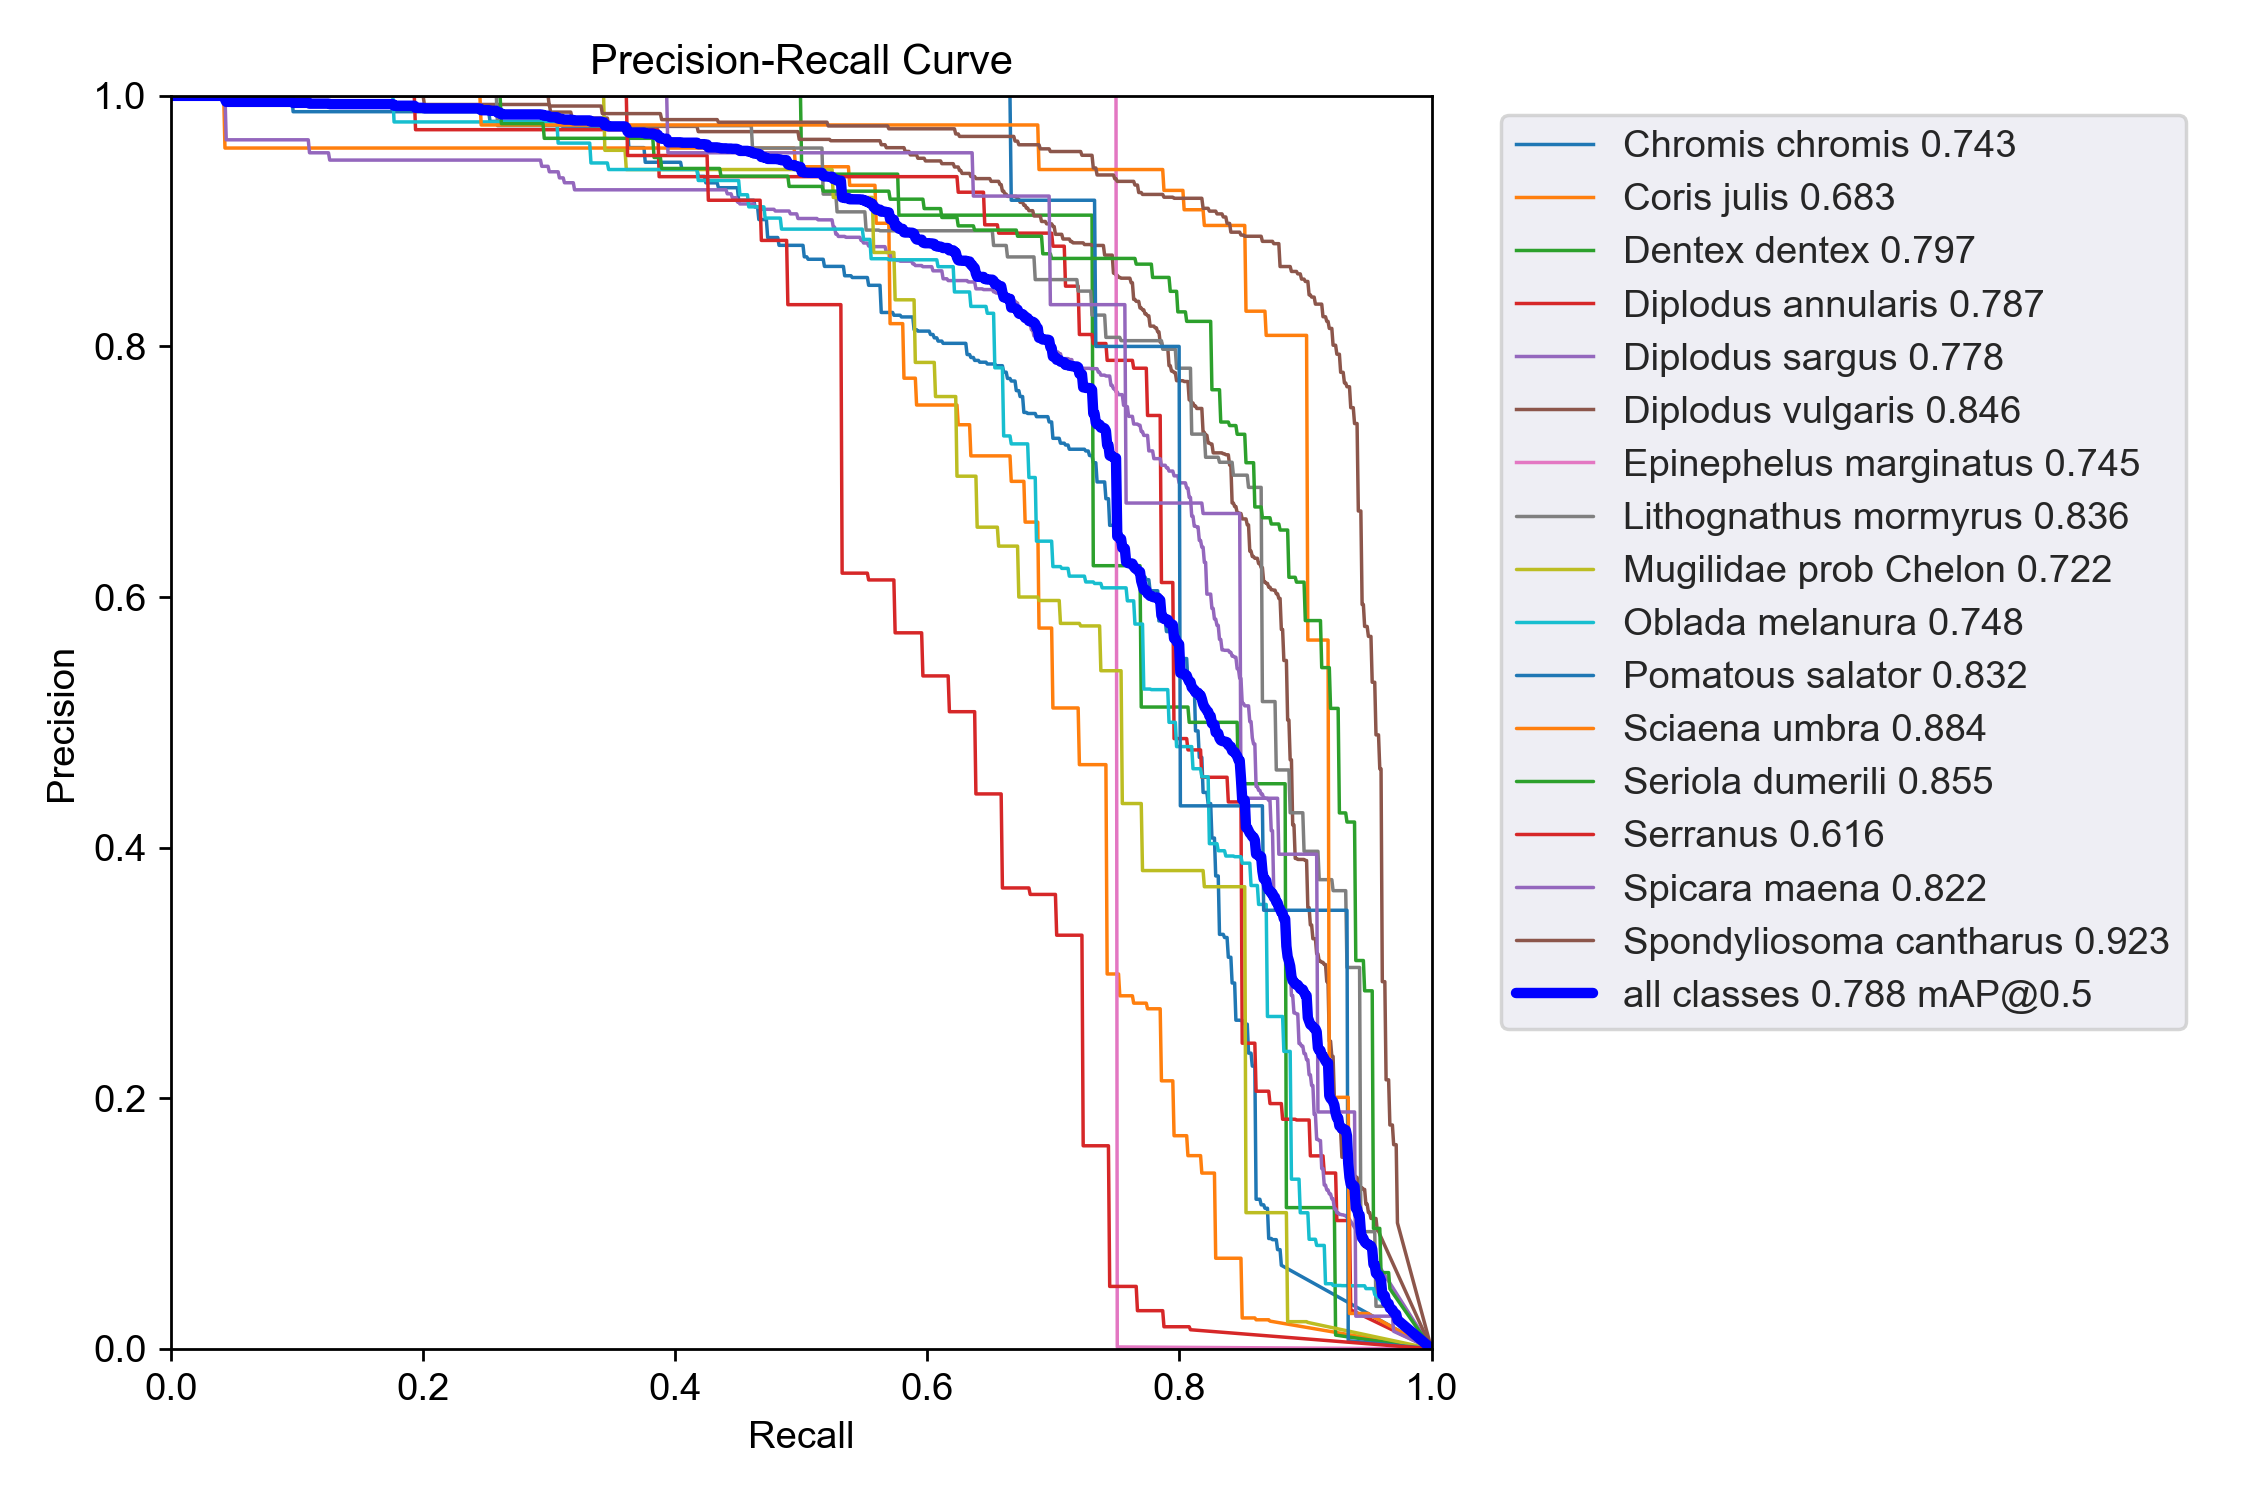 Precision-Recall Curve
1.0
0.8
0.6
0.4
0.2
0.0
Precision
0.0 0.2 0.4 0.6 0.8 1.0
Recall
Chromis chromis 0.743
Coris julis 0.683
Dentex dentex 0.797
Diplodus annularis 0.787
Diplodus sargus 0.778
Diplodus vulgaris 0.846
Epinephelus marginatus 0.745
Lithognathus mormyrus 0.836
Mugilidae prob Chelon 0.722
Oblada melanura 0.748
Pomatous salator 0.832
Sciaena umbra 0.884
Seriola dumerili 0.855
Serranus 0.616
Spicara maena 0.822
Spondyliosoma cantharus 0.923
all classes 0.788 mAP@0.5